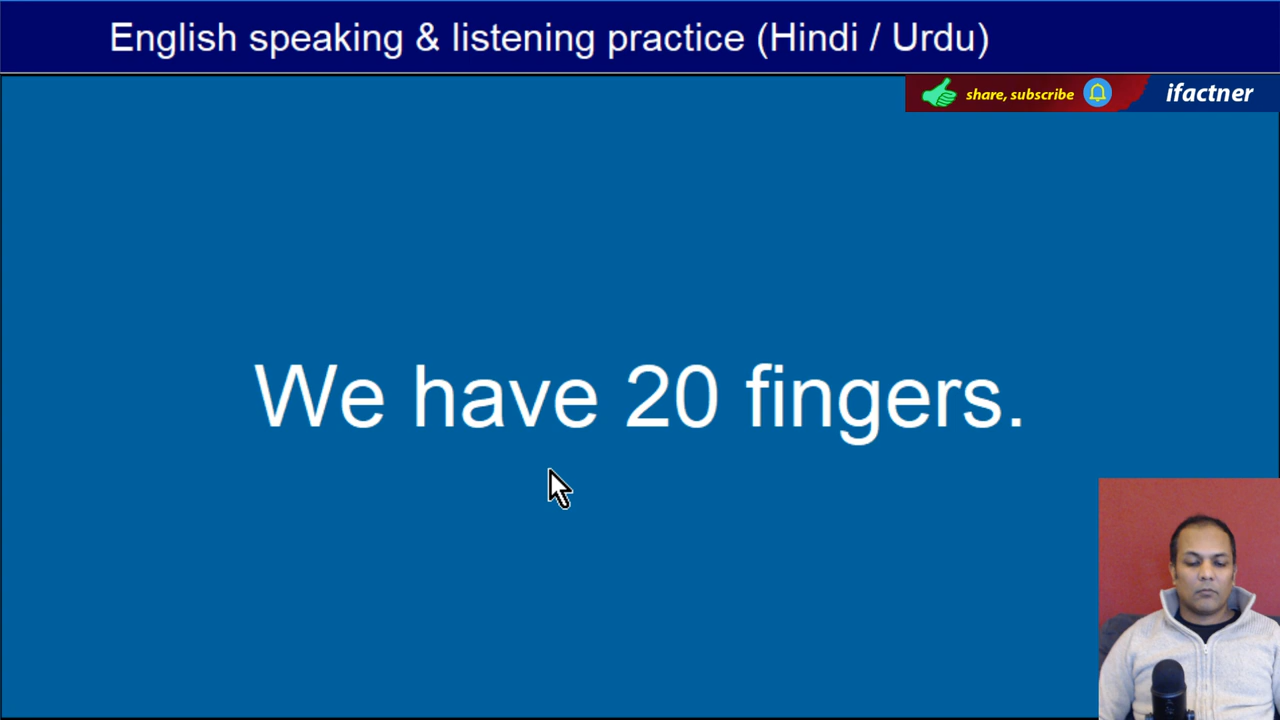 English speaking & listening practice (Hindi / Urdu)
share, subscribe
ifactner
We have 20 fingers.